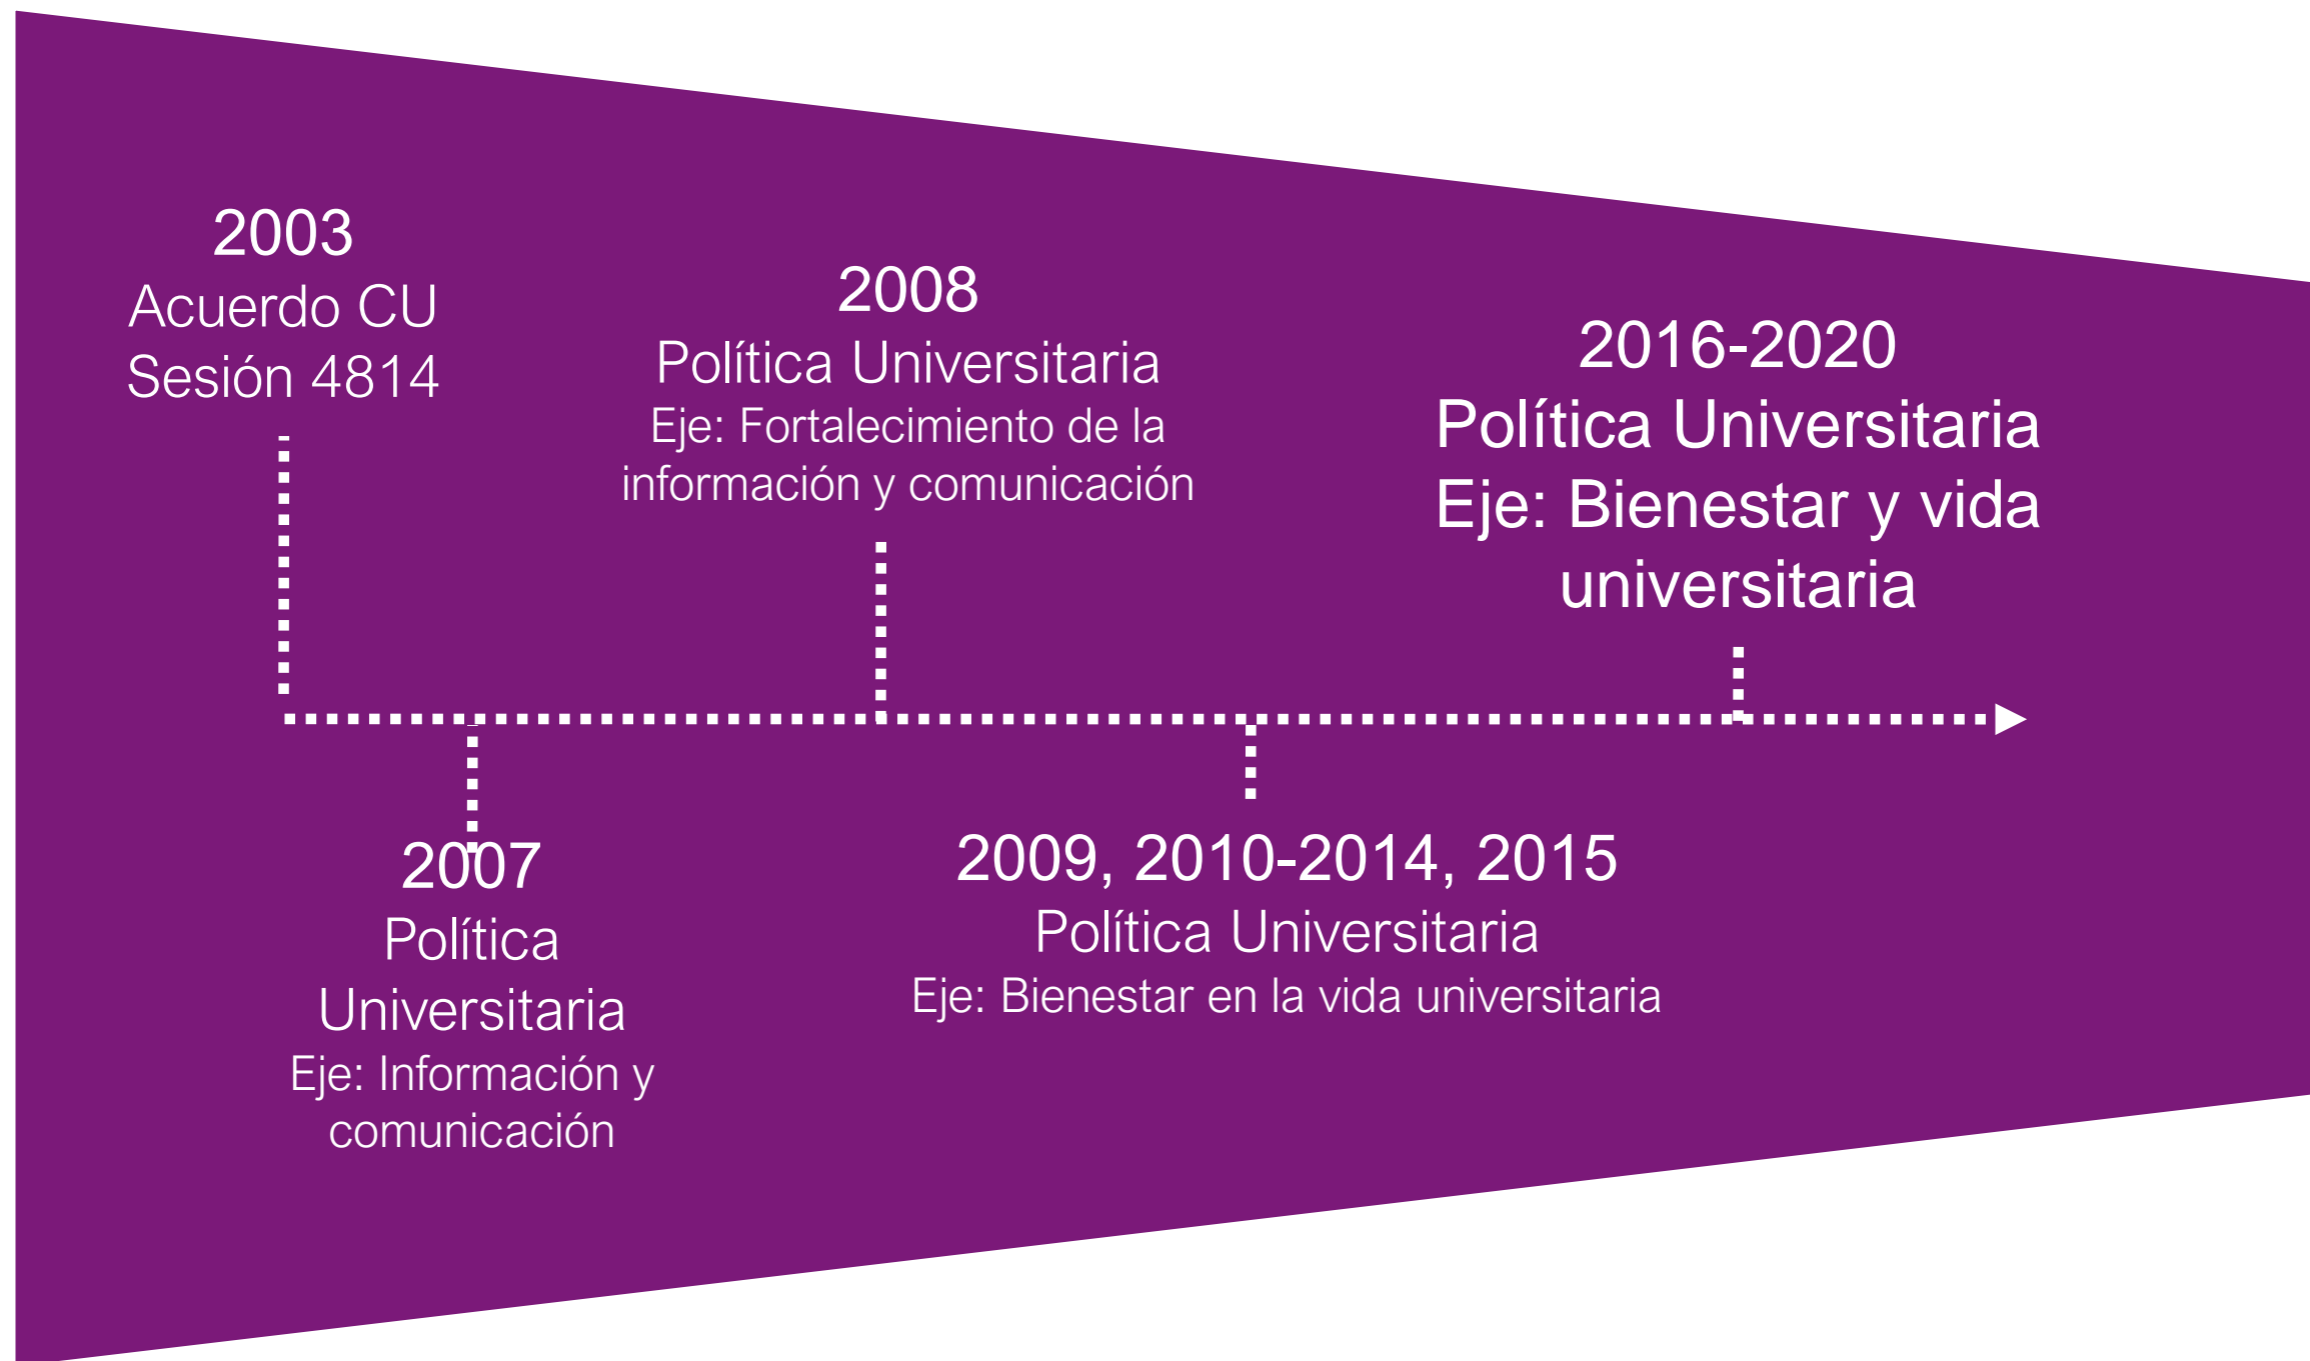 2003
Acuerdo CU
Sesión 4814
2007
Política
Universitaria
Eje: Información y
comunicación
2008
Política Universitaria
Eje: Fortalecimiento de la
información y comunicación
2009, 2010-2014, 2015
Política Universitaria
Eje: Bienestar en la vida universitaria
2016-2020
Política Universitaria
Eje: Bienestar y vida
universitaria